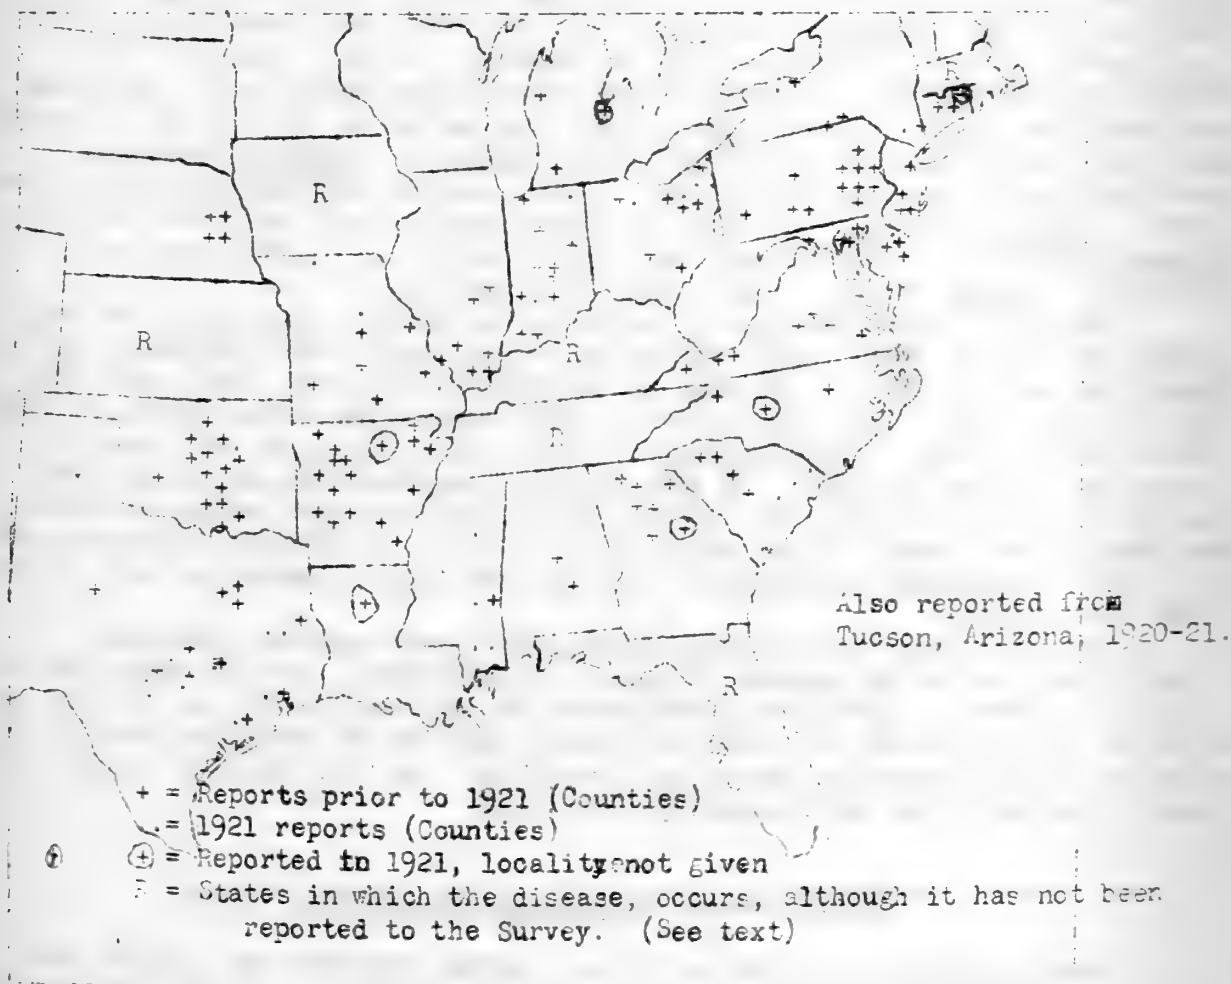 R
R
R
R
R
R
Also reported from
Tucson, Arizona, 1920-21.
+ = Reports prior to 1921 (Counties)
. = 1921 reports (Counties)
(+) = Reported to 1921, locality not given
R = States in which the disease, occurs, although it has not been
reported to the Survey. (See text)